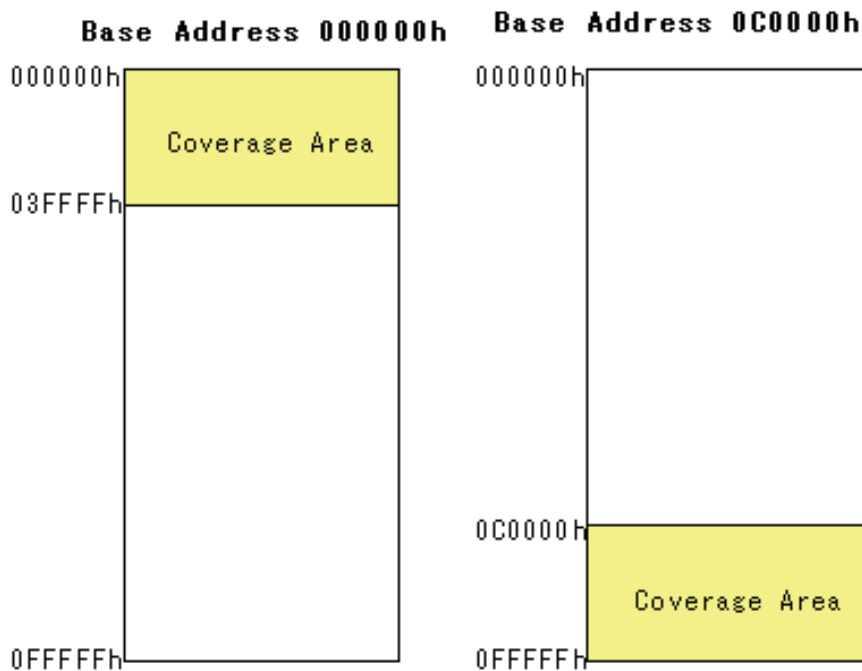 Base Address 000000h
000000h
Coverage Area
03FFFFh
0FFFFFh
Base Address 0C0000h
000000h
0C0000h
Coverage Area
0FFFFFh